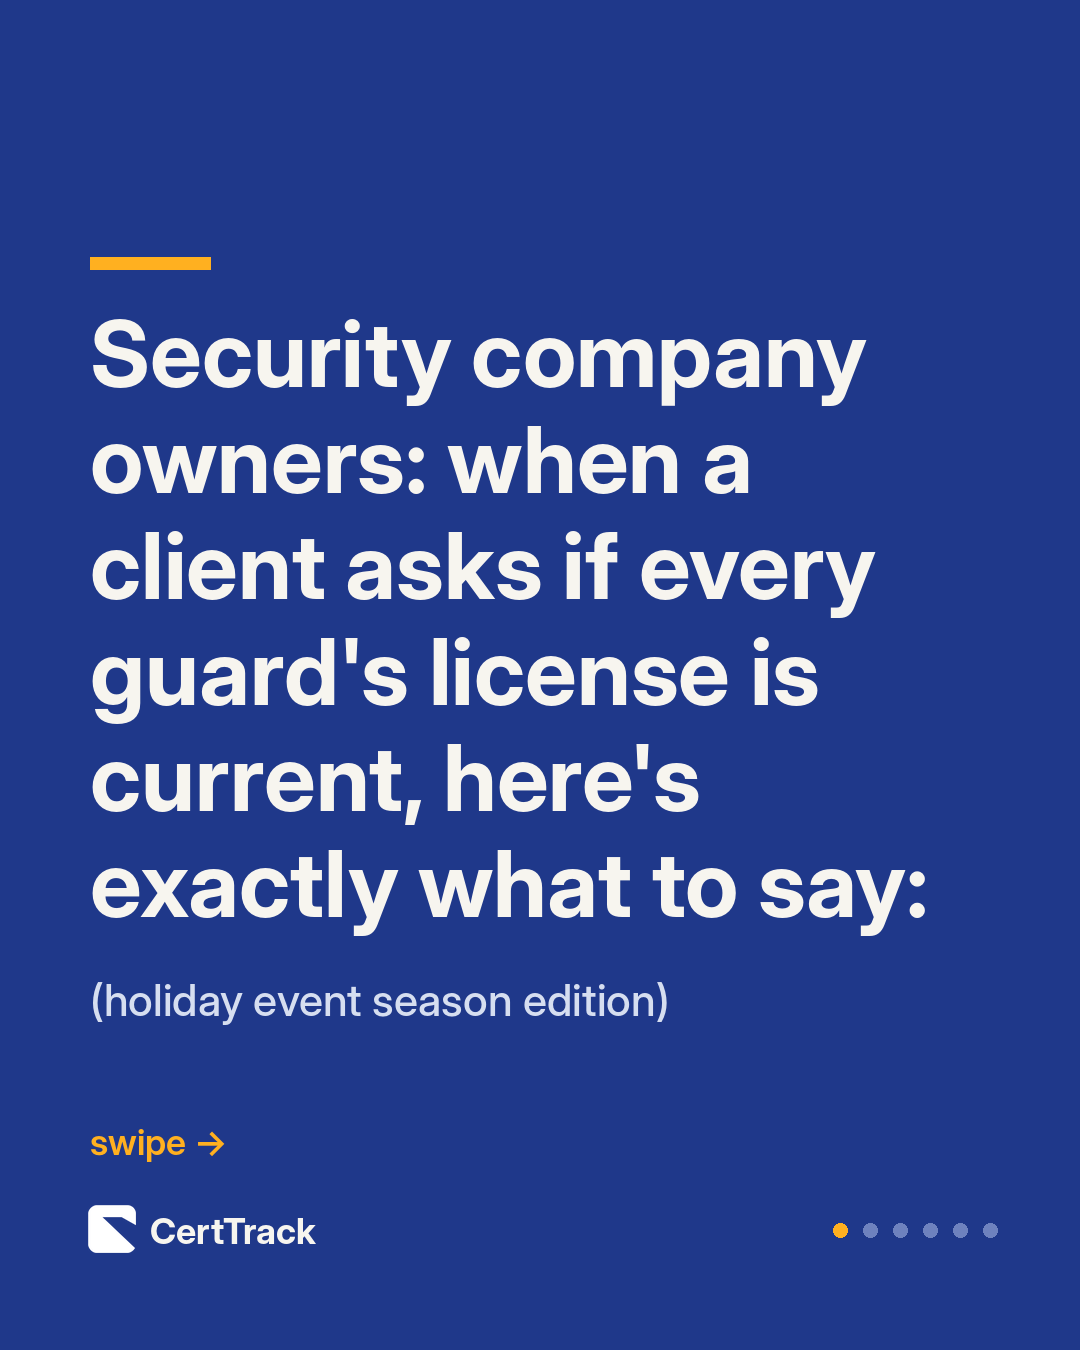 Security company
owners: when a
client asks if every
guard's license is
current, here's
exactly what to say:
(holiday event season edition)
swipe →
CertTrack